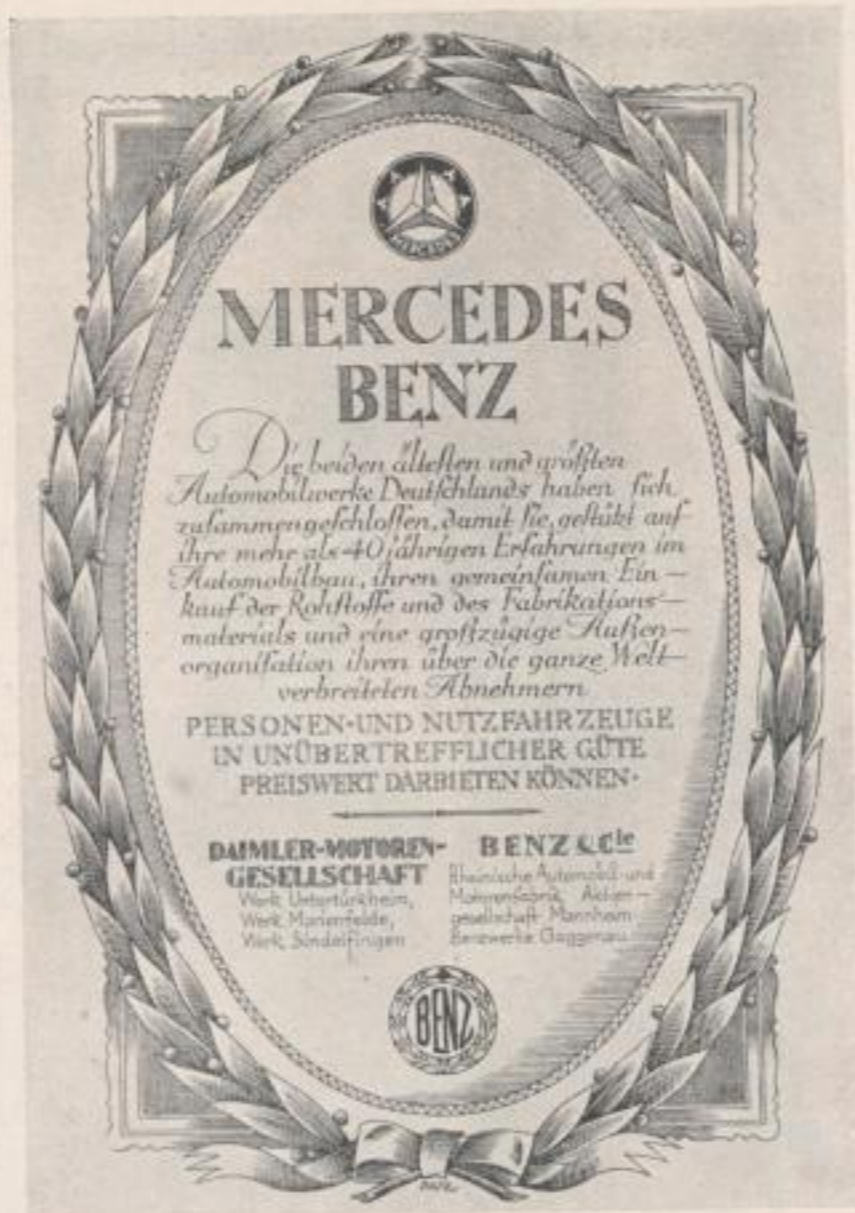 MERCEDES
MERCEDES
BENZ
Die beiden ältesten und größten
Automobilwerke Deutschlands haben sich
zusammengeschlossen, damit sie, gestützt auf
ihre mehr als 40 jährigen Erfahrungen im
Automobilbau, ihren gemeinsamen Ein-
kauf der Rohstoffe und des Fabrikations-
materials und eine großzügige Außen-
organisation ihren über die ganze Welt
verbreiteten Abnehmern
PERSONEN-UND NUTZFAHRZEUGE
IN UNÜBERTREFFLICHER GÜTE
PREISWERT DARBIETEN KÖNNEN.
DAIMLER-MOTOREN-
GESELLSCHAFT
Werk Untertürkheim,
Werk Marienfelde,
Werk Sindelfingen
BENZ & Cie
Rheinische Automobil-und
Motorenfabrik Aktien-
gesellschaft Mannheim
Benzwerke Gaggenau
BENZ